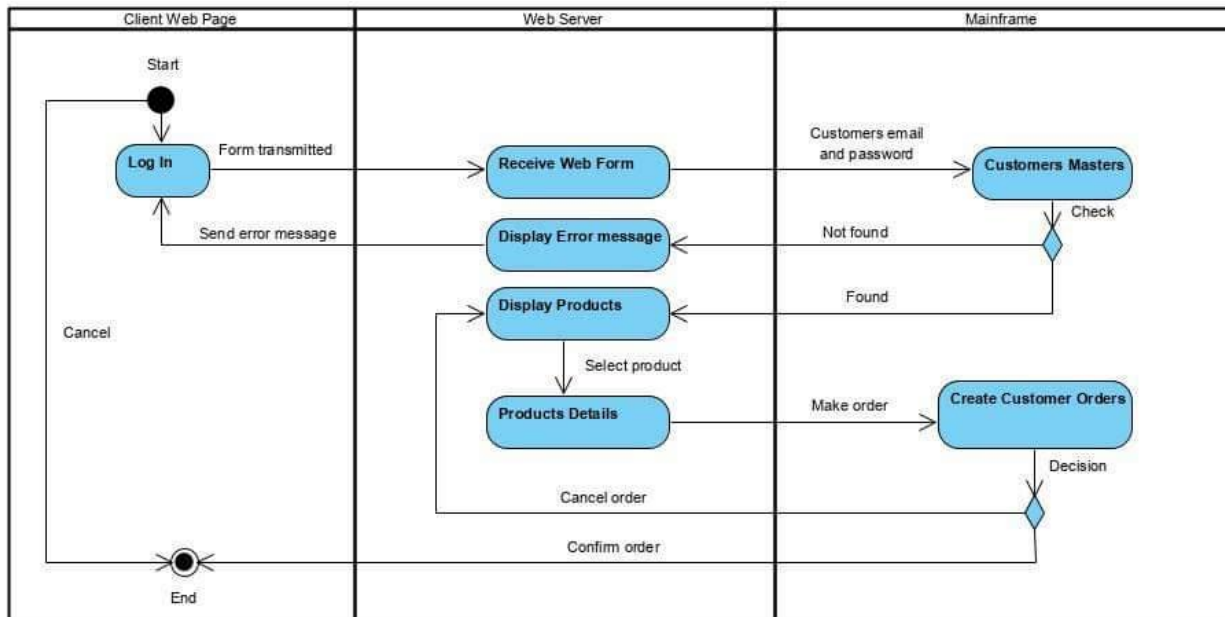 Client Web Page
Web Server
Mainframe
Start
Log In
Form transmitted
Receive Web Form
Customers email
and password
Customers Masters
Check
Send error message
Display Error message
Not found
Display Products
Found
Cancel
Select product
Products Details
Make order
Create Customer Orders
Decision
Cancel order
Confirm order
End